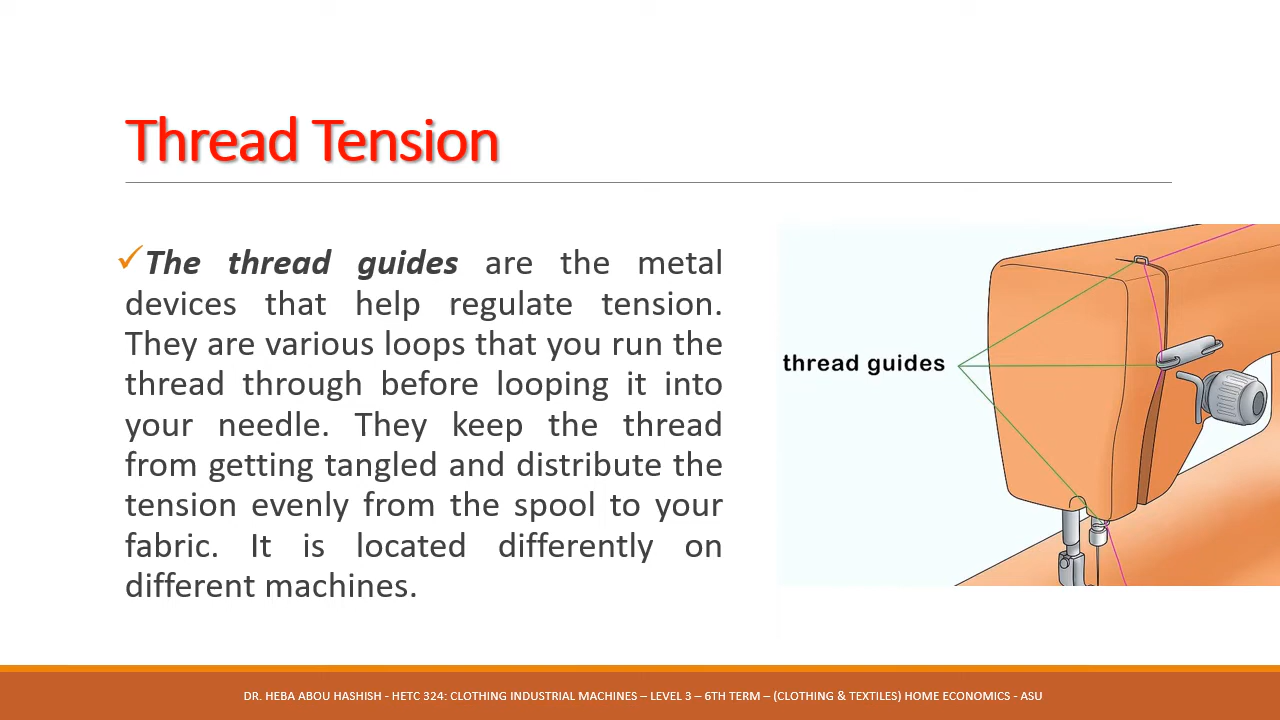 Thread Tension
✓The thread guides are the metal
devices that help regulate tension.
They are various loops that you run the
thread through before looping it into
your needle. They keep the thread
from getting tangled and distribute the
tension evenly from the spool to your
fabric. It is located differently on
different machines.
thread guides
DR. HEBA ABOU HASHISH - HETC 324: CLOTHING INDUSTRIAL MACHINES – LEVEL 3 – 6TH TERM – (CLOTHING & TEXTILES) HOME ECONOMICS - ASU